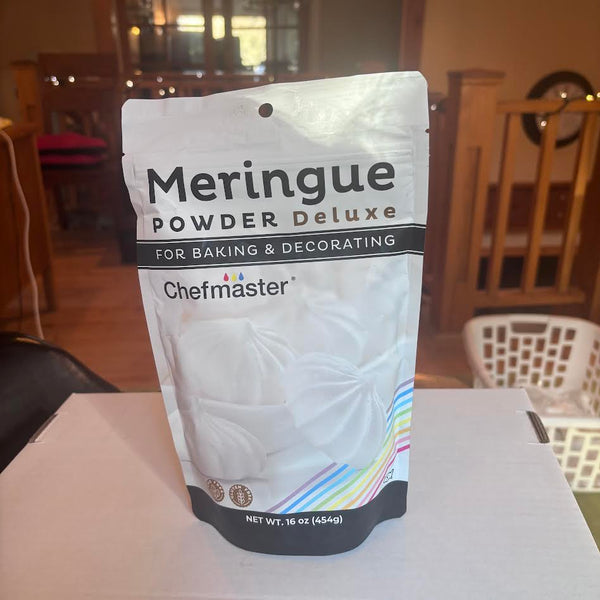 Meringue
POWDER Deluxe
FOR BAKING & DECORATING
Chefmaster®
NET WT. 16 oz (454g)